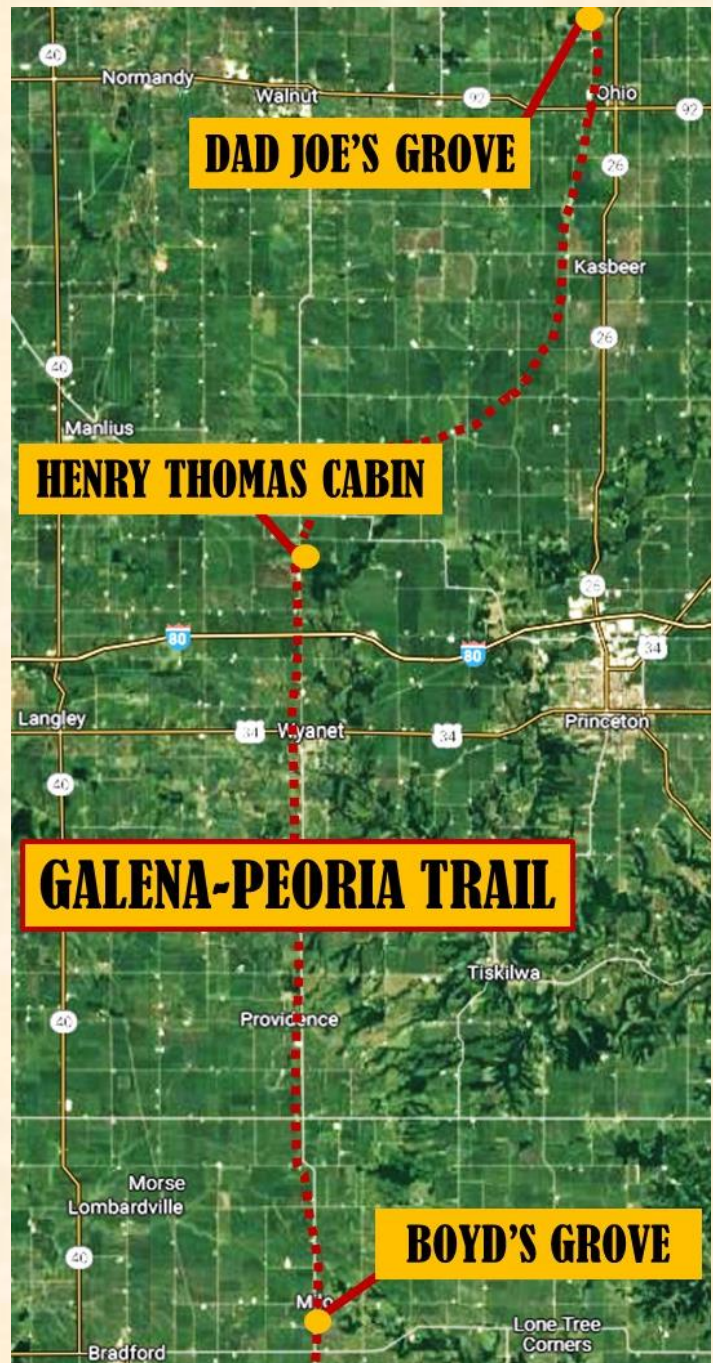 40
Normandy
Walnut
92
Ohio
92
DAD JOE'S GROVE
26
Kasbeer
26
40
Manlius
HENRY THOMAS CABIN
26
80
80
34
Langley
34
Wyanet
34
Princeton
40
GALENA-PEORIA TRAIL
Tiskilwa
40
Providence
Morse
Lombardville
BOYD'S GROVE
40
Milo
Lone Tree
Corners
Bradford